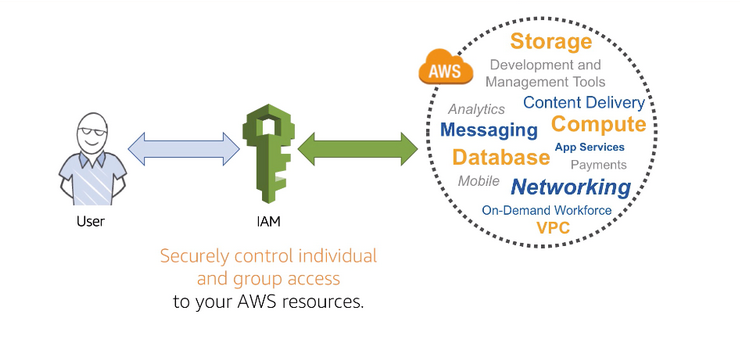 Storage
AWS
Development and
Management Tools
Content Delivery
Analytics
Messaging
Compute
App Services
Database
Payments
Mobile
Networking
On-Demand Workforce
VPC
User
IAM
Securely control individual
and group access
to your AWS resources.